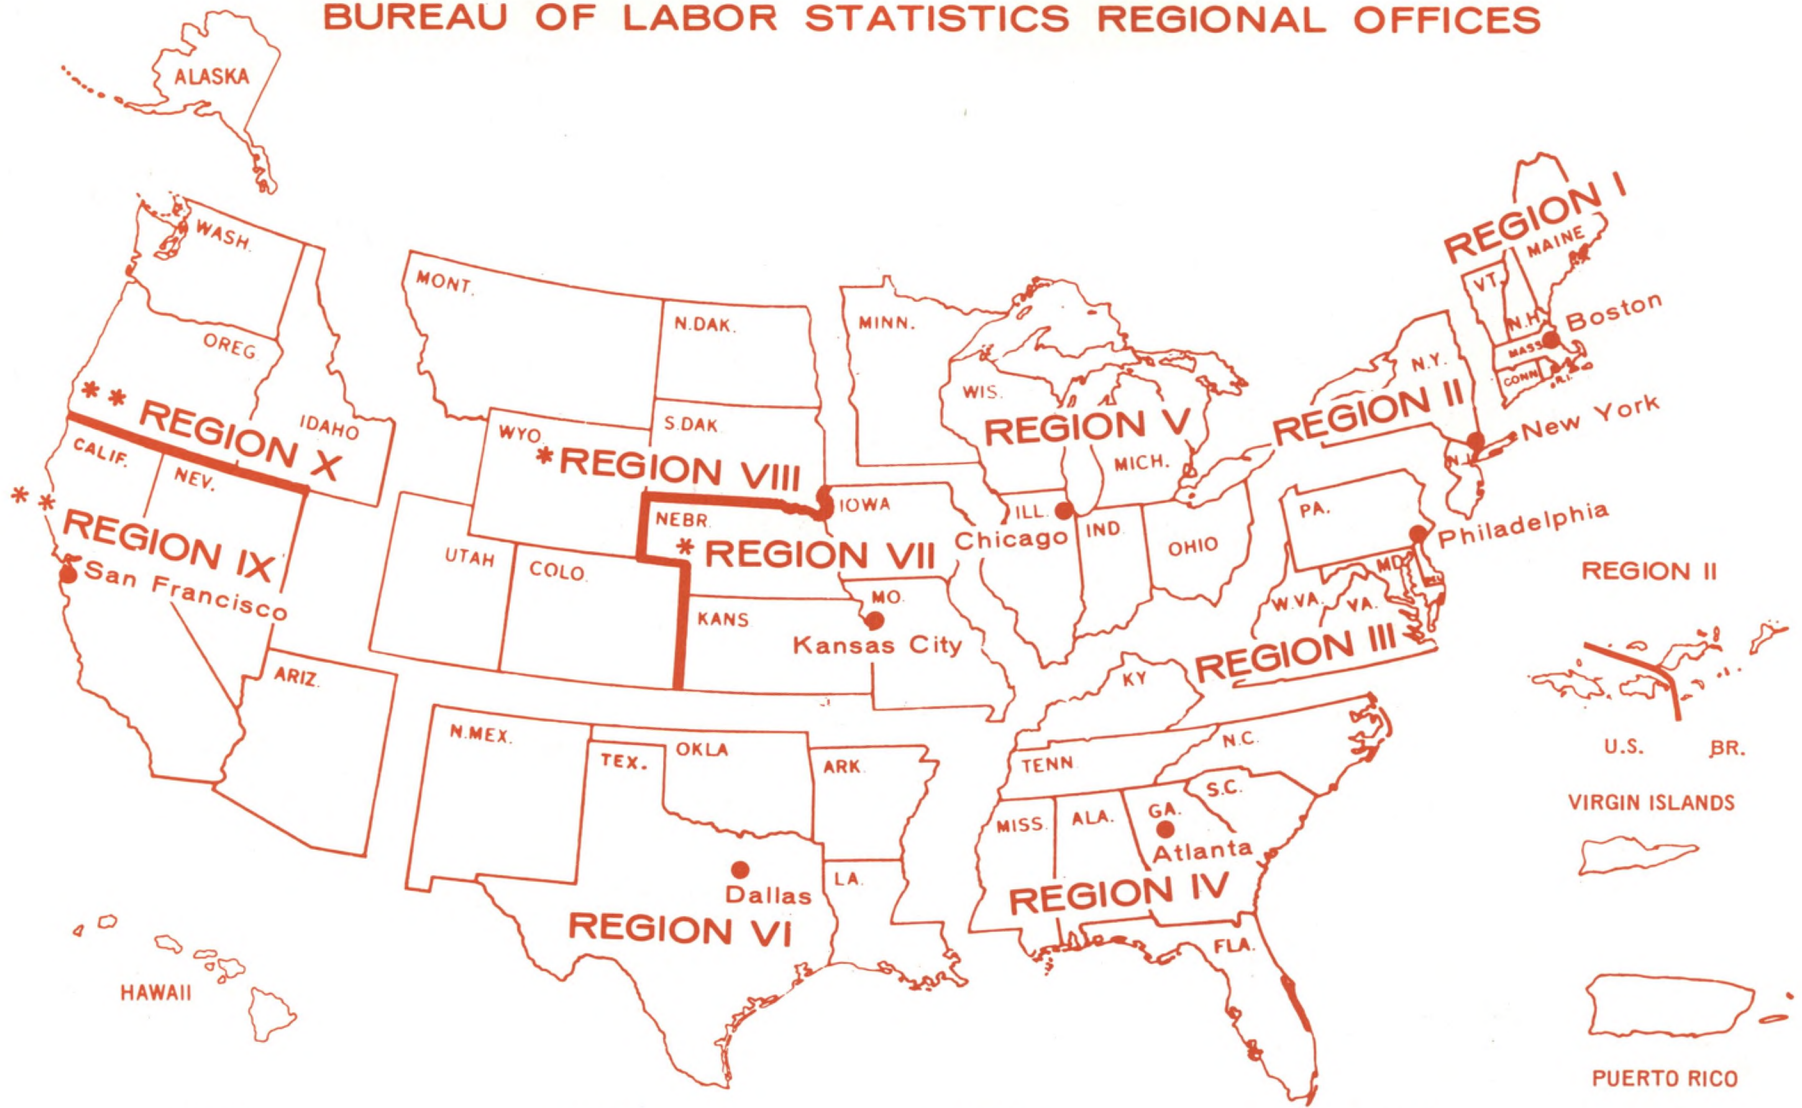 BUREAU OF LABOR STATISTICS REGIONAL OFFICES
ALASKA
WASH.
OREG.
IDAHO
** REGION X
MONT.
N.DAK.
S.DAK.
WYO.
* REGION VIII
UTAH
COLO.
CALIF.
NEV.
**
REGION IX
San Francisco
ARIZ.
HAWAII
NEBR.
IOWA
* REGION VII
KANS
MO.
Kansas City
MINN.
WIS.
REGION V
MICH.
ILL.
Chicago
IND.
OHIO
REGION I
MAINE
VT.
N.H.
MASS
CONN
R.I.
Boston
N.Y.
REGION II
New York
N.J.
PA.
Philadelphia
MD.
W.VA.
VA.
REGION III
KY
TENN.
N.C.
S.C.
MISS.
ALA.
GA.
Atlanta
REGION IV
FLA.
N.MEX.
TEX.
OKLA
ARK.
LA.
Dallas
REGION VI
REGION II
U.S. BR.
VIRGIN ISLANDS
PUERTO RICO